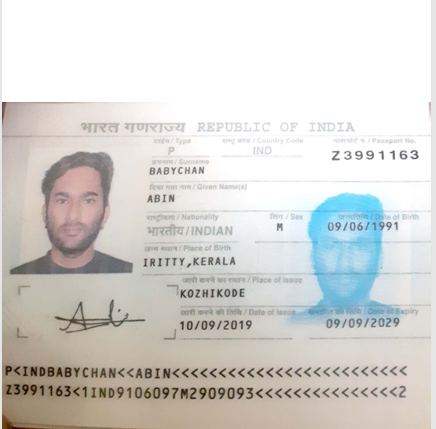 भारत गणराज्य REPUBLIC OF INDIA
टाईप / Type राष्ट्र कोड / Country Code पासपोर्ट न / Passport No.
P IND Z3991163
उपनाम / Surname
BABYCHAN
दिया गया नाम / Given Name(s)
ABIN
राष्ट्रीयता / Nationality लिंग / Sex जन्मतिथि / Date of Birth
भारतीय/INDIAN M 09/06/1991
जन्म स्थान / Place of Birth
IRITTY,KERALA
जारी करने का स्थान / Place of Issue
KOZHIKODE
जारी करने की तिथि / Date of Issue समाप्ति की तिथि / Date of Expiry
10/09/2019 09/09/2029
P<INDBABYCHAN<<ABIN<<<<<<<<<<<<<<<<<<<<<<<<<
Z3991163<1IND9106097M2909093<<<<<<<<<<<<<<<2